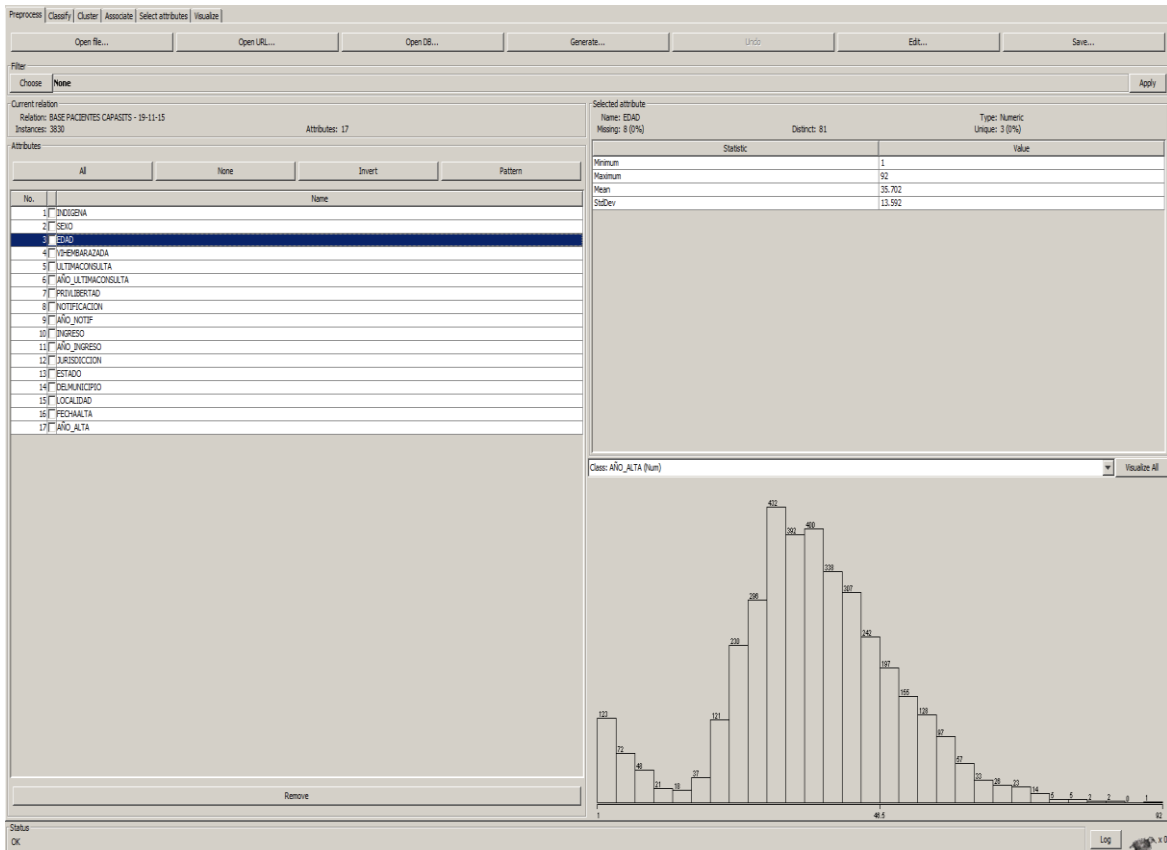 Preprocess Classify Cluster Associate Select attributes Visualize
Open file... Open URL... Open DB... Generate... Undo Edit... Save...
Filter
Choose None Apply
Current relation
Relation: BASE PACIENTES CAPASITS - 19-11-15
Instances: 3830 Attributes: 17
Attributes
All None Invert Pattern
No. Name
1 INDIGENA
2 SEXO
3 EDAD
4 VIHEMBARAZADA
5 ULTIMACONSULTA
6 AÑO_ULTIMACONSULTA
7 PRIVLIBERTAD
8 NOTIFICACION
9 AÑO_NOTIF
10 INGRESO
11 AÑO_INGRESO
12 JURISDICCION
13 ESTADO
14 DELMUNICIPIO
15 LOCALIDAD
16 FECHAALTA
17 AÑO_ALTA
Remove
Selected attribute
Name: EDAD Type: Numeric
Missing: 8 (0%) Distinct: 81 Unique: 3 (0%)
Statistic Value
Minimum 1
Maximum 92
Mean 35.702
StdDev 13.592
Class: AÑO_ALTA (Num) Visualize All
123 72 48 21 18 37 121 230 296 432 392 400 338 307 242 197 128 97 57 33 26 23 14 5 5 2 2 0 1
1 46.5 92
Status
OK Log x 0